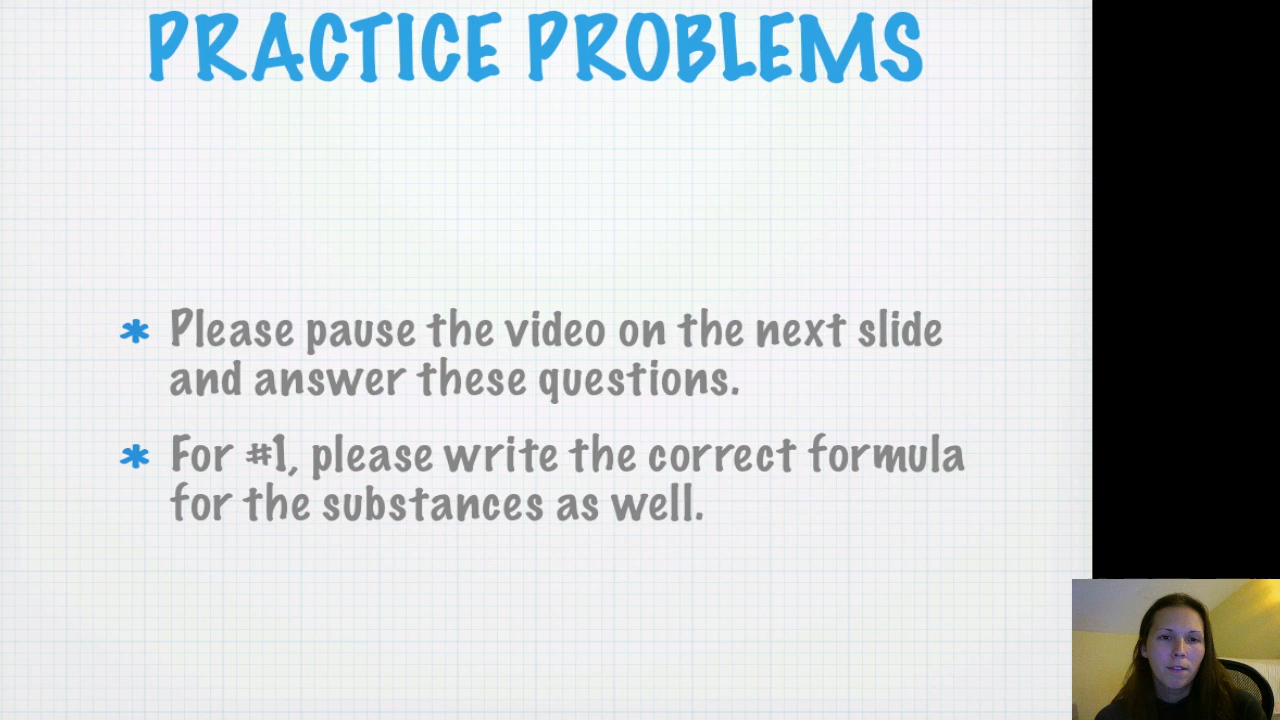 PRACTICE PROBLEMS
* Please pause the video on the next slide
and answer these questions.
* For #1, please write the correct formula
for the substances as well.